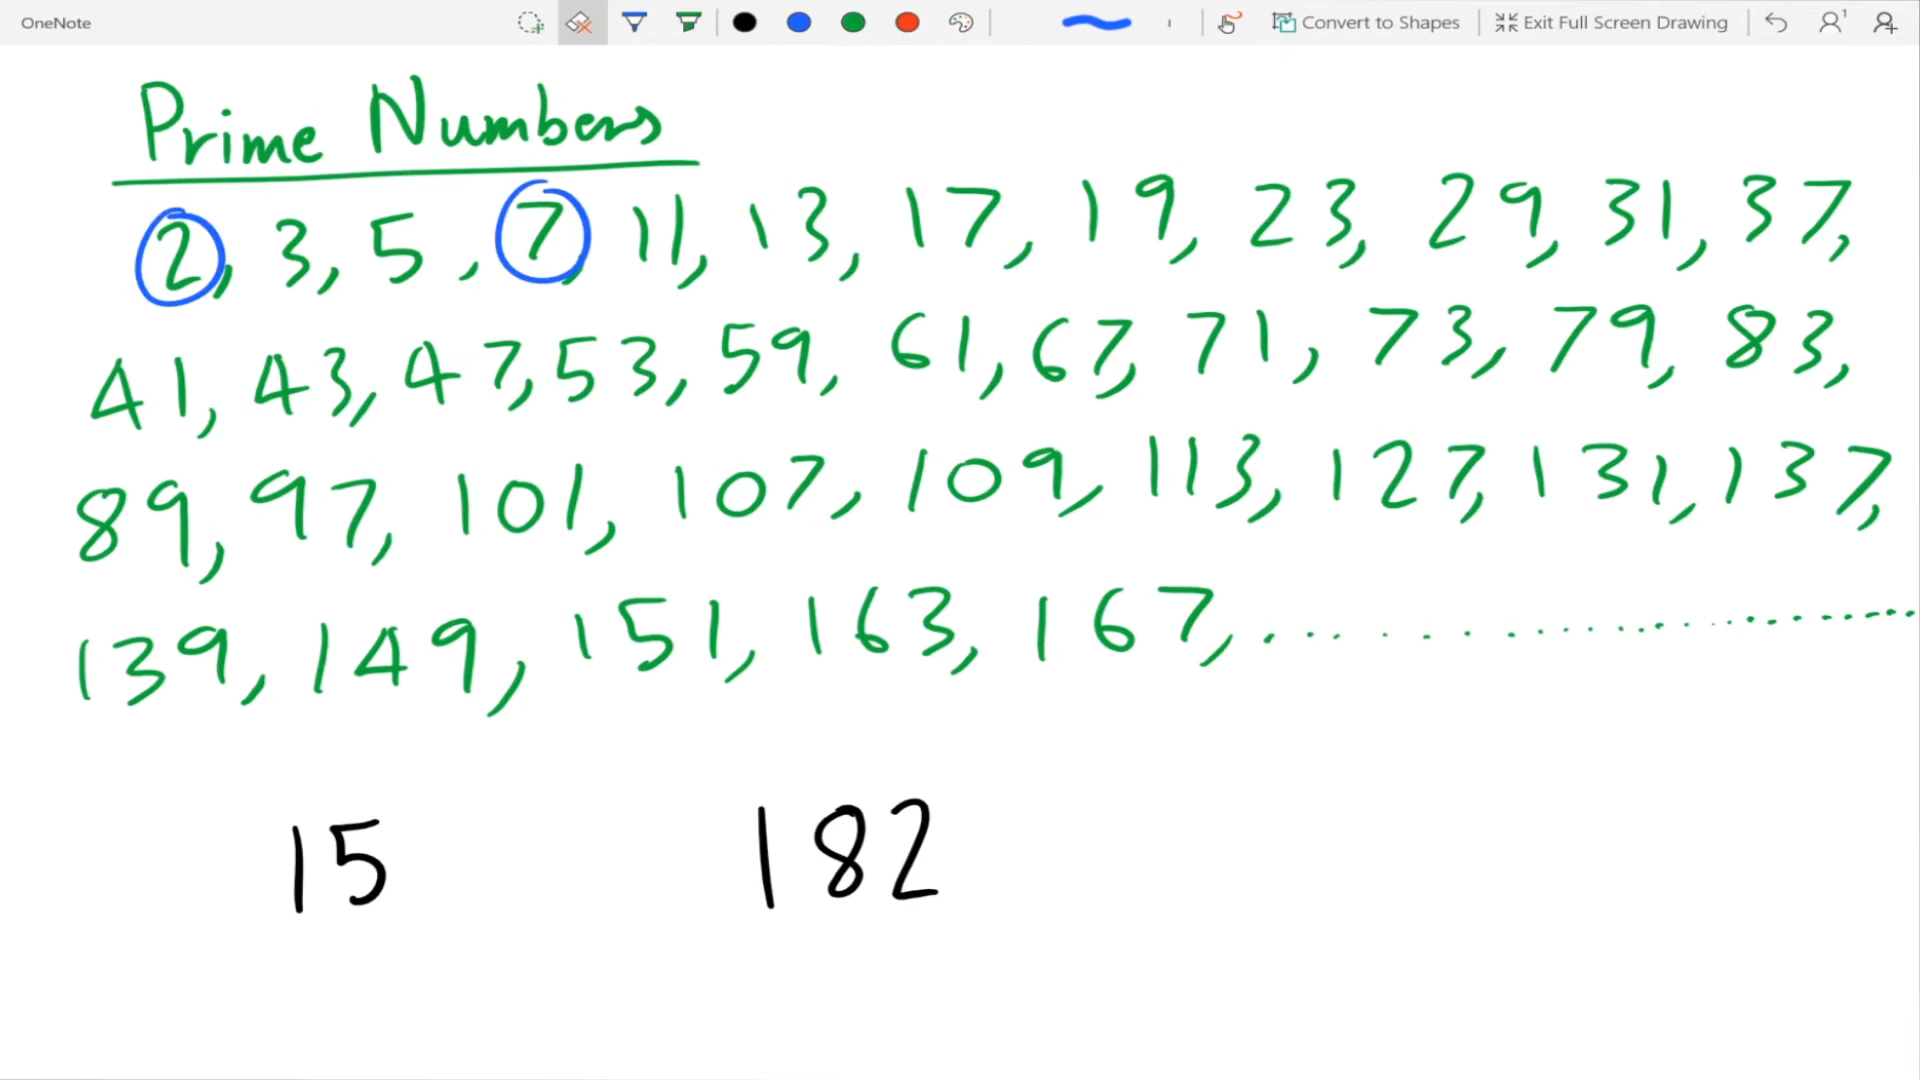 OneNote
Convert to Shapes
Exit Full Screen Drawing
1
Prime Numbers
2, 3, 5, 7, 11, 13, 17, 19, 23, 29, 31, 37,
41, 43, 47, 53, 59, 61, 67, 71, 73, 79, 83,
89, 97, 101, 107, 109, 113, 127, 131, 137,
139, 149, 151, 163, 167, ..............
15 182